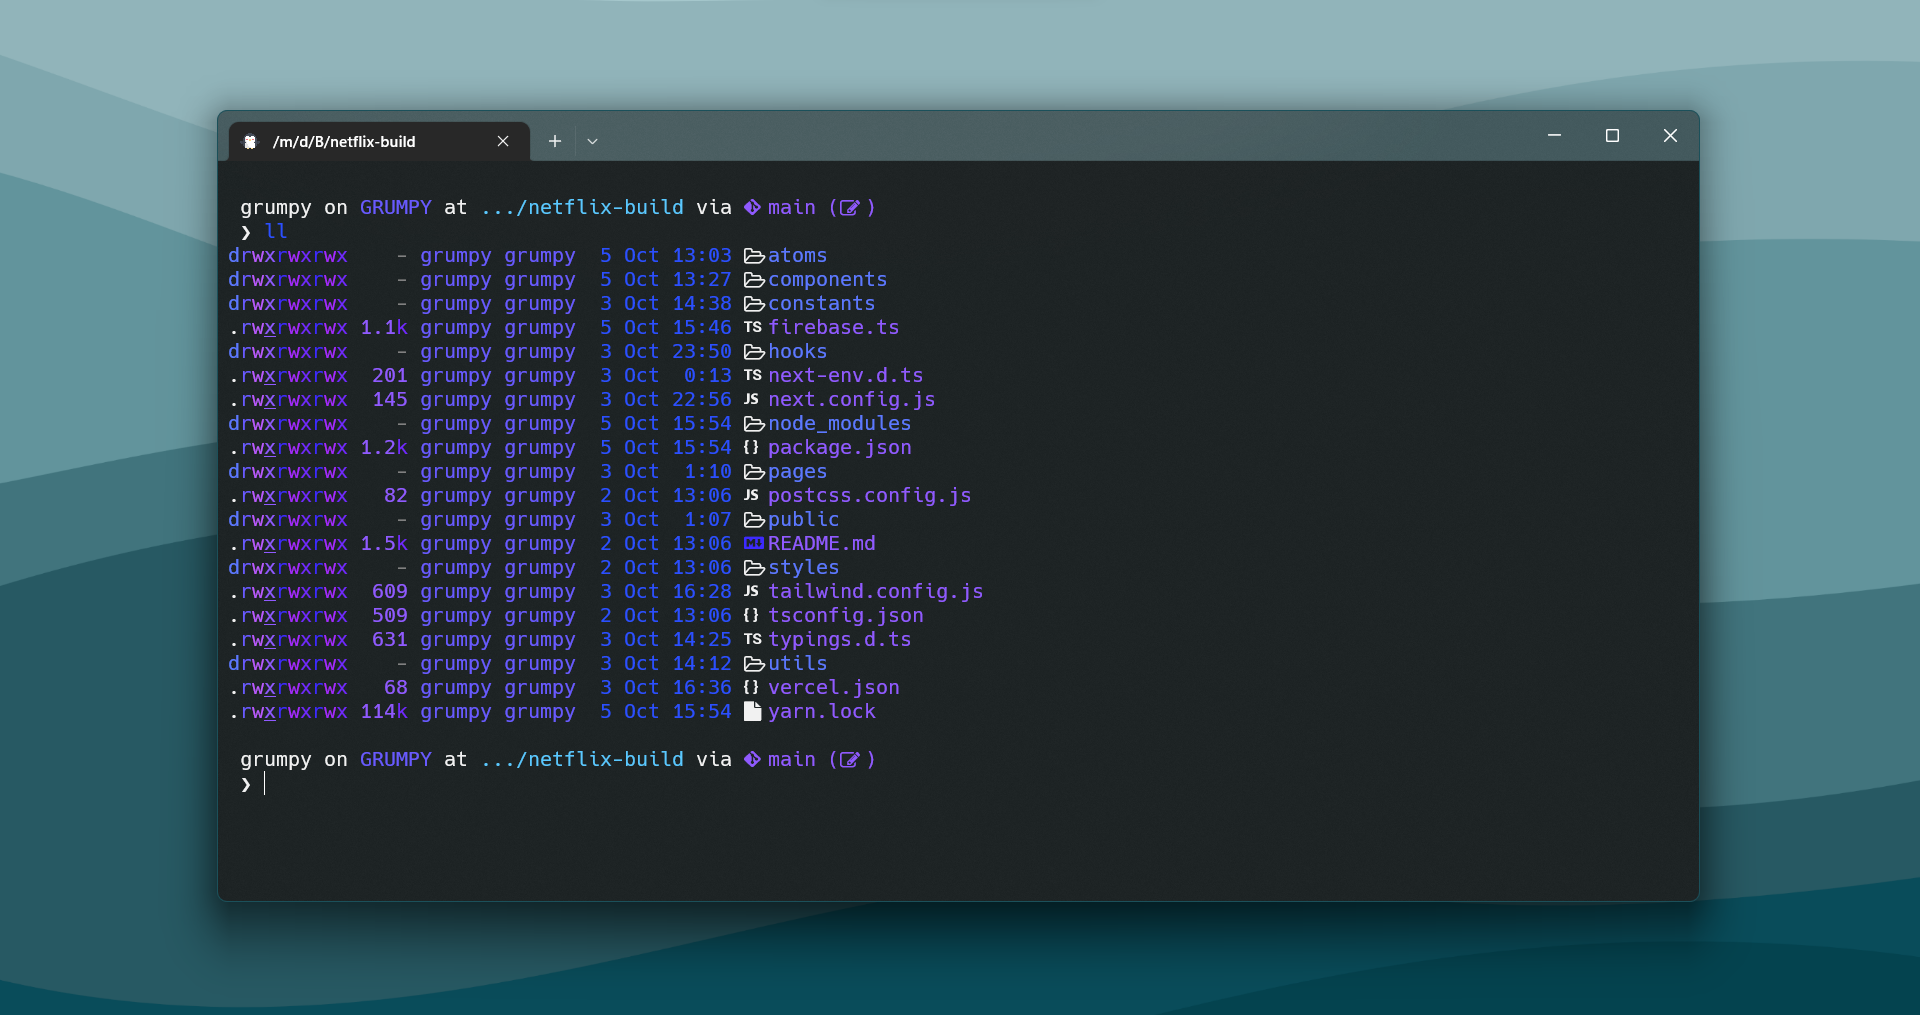 /m/d/B/netflix-build
grumpy on GRUMPY at .../netflix-build via main ( )
❯ ll
drwxrwxrwx    - grumpy grumpy  5 Oct 13:03 atoms
drwxrwxrwx    - grumpy grumpy  5 Oct 13:27 components
drwxrwxrwx    - grumpy grumpy  3 Oct 14:38 constants
.rwxrwxrwx 1.1k grumpy grumpy  5 Oct 15:46 TS firebase.ts
drwxrwxrwx    - grumpy grumpy  3 Oct 23:50 hooks
.rwxrwxrwx  201 grumpy grumpy  3 Oct  0:13 TS next-env.d.ts
.rwxrwxrwx  145 grumpy grumpy  3 Oct 22:56 JS next.config.js
drwxrwxrwx    - grumpy grumpy  5 Oct 15:54 node_modules
.rwxrwxrwx 1.2k grumpy grumpy  5 Oct 15:54 {} package.json
drwxrwxrwx    - grumpy grumpy  3 Oct  1:10 pages
.rwxrwxrwx   82 grumpy grumpy  2 Oct 13:06 JS postcss.config.js
drwxrwxrwx    - grumpy grumpy  3 Oct  1:07 public
.rwxrwxrwx 1.5k grumpy grumpy  2 Oct 13:06 M↓ README.md
drwxrwxrwx    - grumpy grumpy  2 Oct 13:06 styles
.rwxrwxrwx  609 grumpy grumpy  3 Oct 16:28 JS tailwind.config.js
.rwxrwxrwx  509 grumpy grumpy  2 Oct 13:06 {} tsconfig.json
.rwxrwxrwx  631 grumpy grumpy  3 Oct 14:25 TS typings.d.ts
drwxrwxrwx    - grumpy grumpy  3 Oct 14:12 utils
.rwxrwxrwx   68 grumpy grumpy  3 Oct 16:36 {} vercel.json
.rwxrwxrwx 114k grumpy grumpy  5 Oct 15:54 yarn.lock
grumpy on GRUMPY at .../netflix-build via main ( )
❯